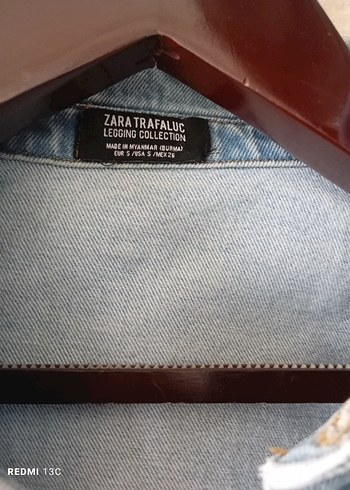 ZARA TRAFALUC
LEGGING COLLECTION
MADE IN MYANMAR (BURMA)
EUR S /USA S /MEX 26
REDMI 13C